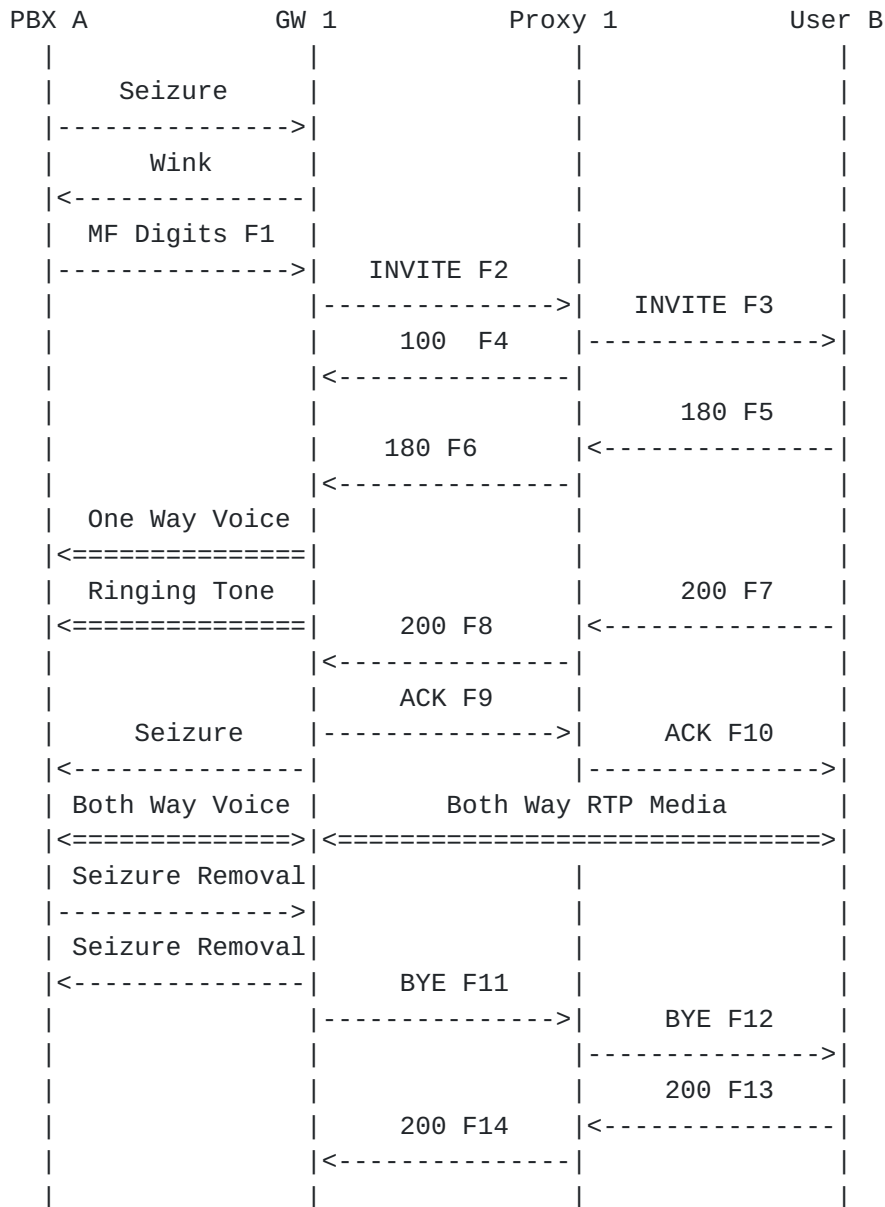 PBX A GW 1 Proxy 1 User B
Seizure
Wink
MF Digits F1
INVITE F2
INVITE F3
100 F4
180 F5
180 F6
One Way Voice
Ringing Tone 200 F7
200 F8
ACK F9
Seizure ACK F10
Both Way Voice Both Way RTP Media
Seizure Removal
Seizure Removal
BYE F11
BYE F12
200 F13
200 F14